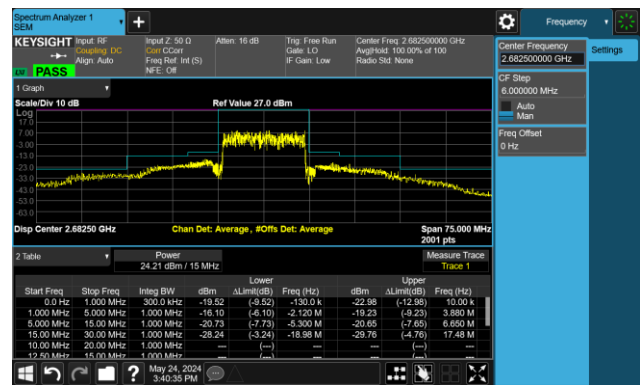 Spectrum Analyzer 1
SEM
Frequency
KEYSIGHT
Input: RF
Coupling: DC
Align: Auto
Input Z: 50 Ω
Corr CCorr
Freq Ref: Int (S)
NFE: Off
Atten: 16 dB
Trig: Free Run
Gate: LO
IF Gain: Low
Center Freq: 2.682500000 GHz
Avg|Hold: 100.00% of 100
Radio Std: None
PASS
Center Frequency
2.682500000 GHz
Settings
CF Step
6.000000 MHz
Auto
Man
Freq Offset
0 Hz
1 Graph
Scale/Div 10 dB
Ref Value 27.0 dBm
Log
17.0
7.00
-3.00
-13.0
-23.0
-33.0
-43.0
-53.0
-63.0
Disp Center 2.68250 GHz
Chan Det: Average , #Offs Det: Average
Span 75.000 MHz
2001 pts
2 Table
Power
24.21 dBm / 15 MHz
Measure Trace
Trace 1
Lower Upper
Start Freq Stop Freq Integ BW dBm ΔLimit(dB) Freq (Hz) dBm ΔLimit(dB) Freq (Hz)
0.0 Hz 1.000 MHz 300.0 kHz -19.52 (-9.52) -130.0 k -22.98 (-12.98) 10.00 k
1.000 MHz 5.000 MHz 1.000 MHz -16.10 (-6.10) -2.120 M -19.23 (-9.23) 3.880 M
5.000 MHz 15.00 MHz 1.000 MHz -20.73 (-7.73) -5.300 M -20.65 (-7.65) 6.650 M
15.00 MHz 30.00 MHz 1.000 MHz -28.24 (-3.24) -18.98 M -29.76 (-4.76) 17.48 M
10.00 MHz 20.00 MHz 1.000 MHz --- (---) --- (---)
12.50 MHz 15.00 MHz 1.000 MHz --- (---) --- (---)
May 24, 2024
3:40:35 PM